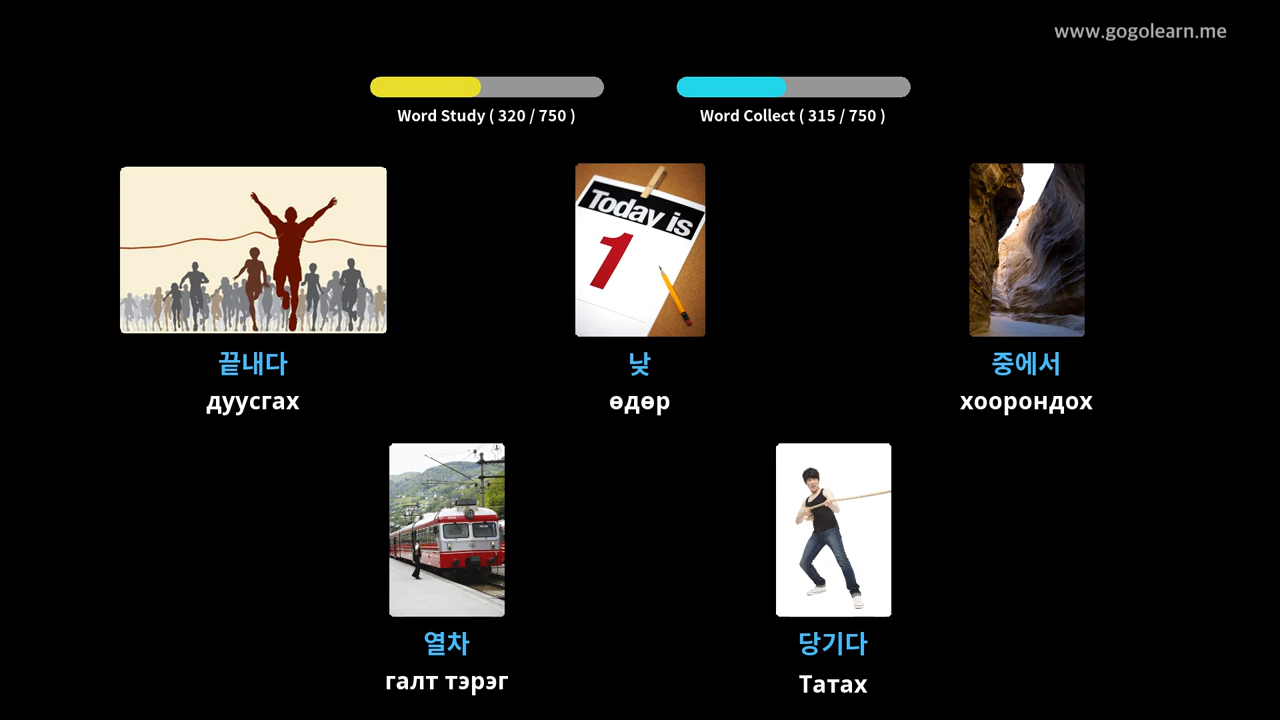 www.gogolearn.me
Word Study ( 320 / 750 )
Word Collect ( 315 / 750 )
Today is
1
끝내다
낮
중에서
дуусгах
өдөр
хоорондох
열차
당기다
галт тэрэг
Татах